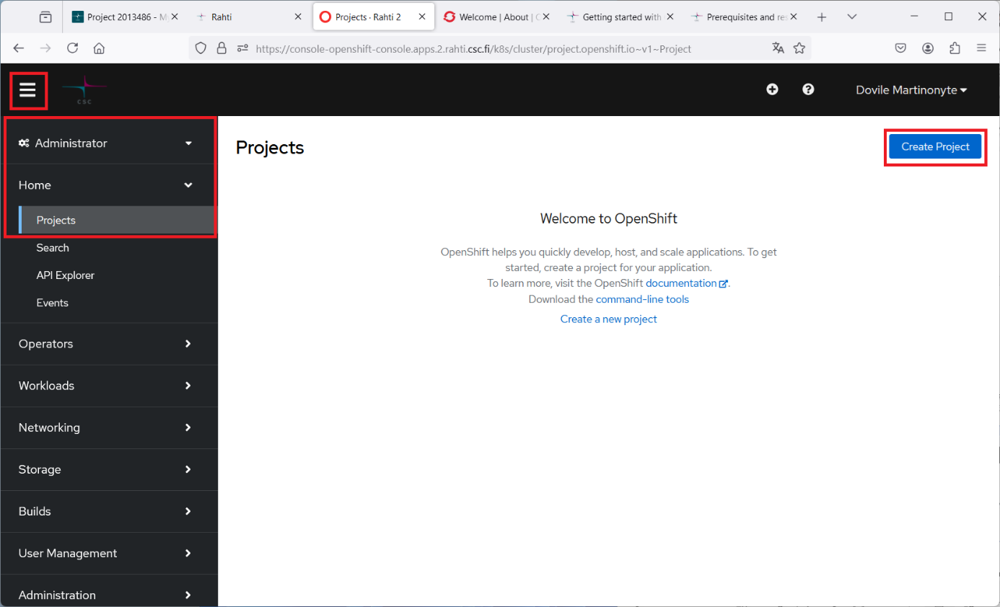 Project 2013486 - M
Rahti
Projects · Rahti 2
Welcome | About |
Getting started with
Prerequisites and re
https://console-openshift-console.apps.2.rahti.csc.fi/k8s/cluster/project.openshift.io~v1~Project
csc
Dovile Martinonyte
Administrator
Home
Projects
Search
API Explorer
Events
Operators
Workloads
Networking
Storage
Builds
User Management
Administration
Projects
Create Project
Welcome to OpenShift
OpenShift helps you quickly develop, host, and scale applications. To get
started, create a project for your application.
To learn more, visit the OpenShift documentation.
Download the command-line tools
Create a new project